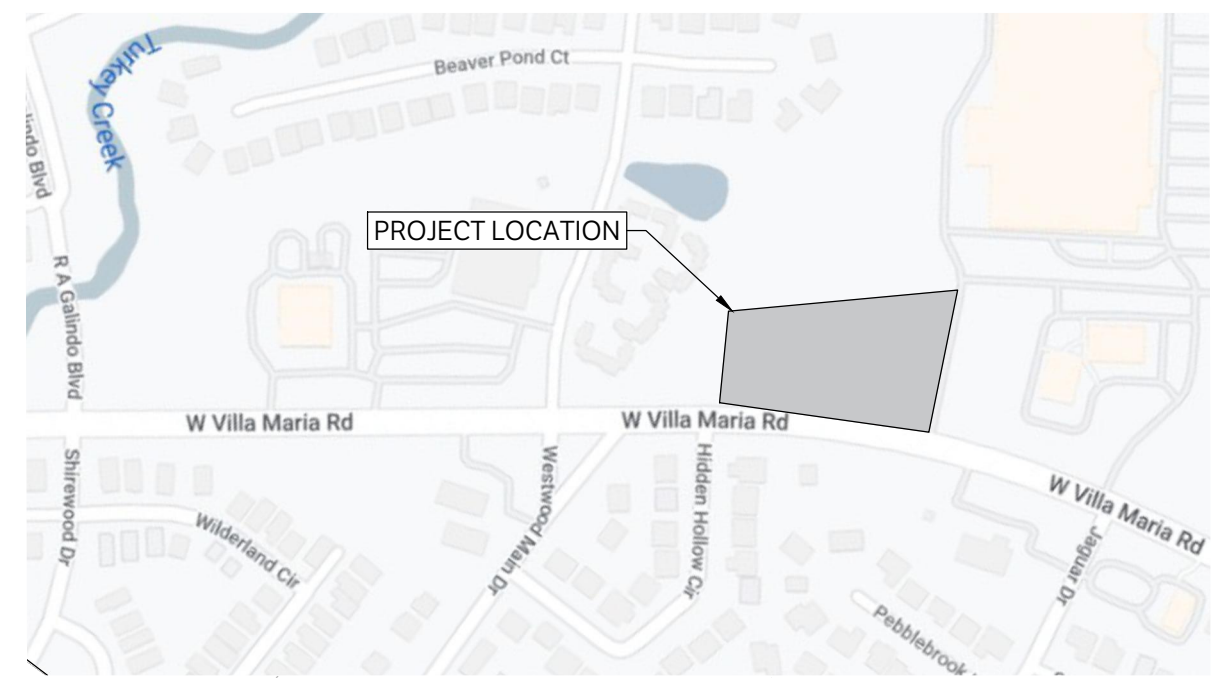 Turkey Creek
Beaver Pond Ct
lindo Blvd
PROJECT LOCATION
R A Galindo Blvd
W Villa Maria Rd
W Villa Maria Rd
Shirewood Dr
Wilderland Cir
Westwood Main Dr
Hidden Hollow Cir
W Villa Maria Rd
Jaguar Dr
Pebblebrook